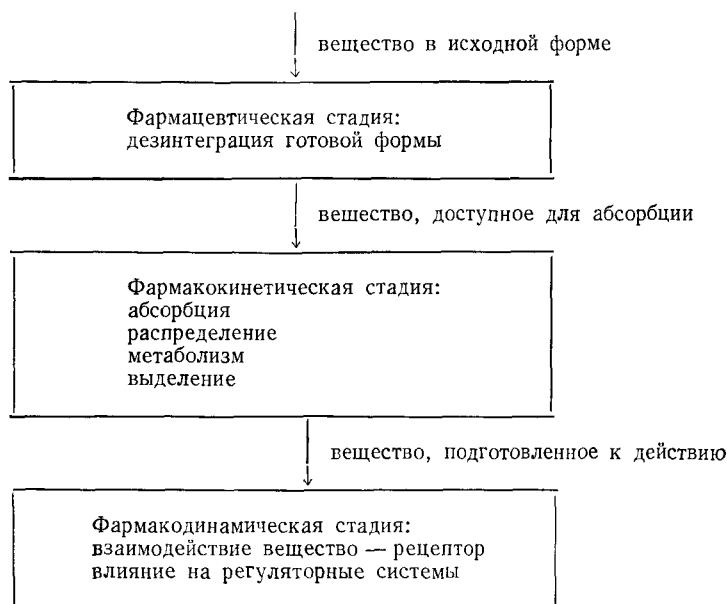 вещество в исходной форме
Фармацевтическая стадия:
дезинтеграция готовой формы
вешество, доступное для абсорбции
Фармакокинетическая стадия:
абсорбция
распределение
метаболизм
выделение
вещество, подготовленное к действию
Фармакодинамическая стадия:
взаимодействие вещество — рецептор
влияние на регуляторные системы